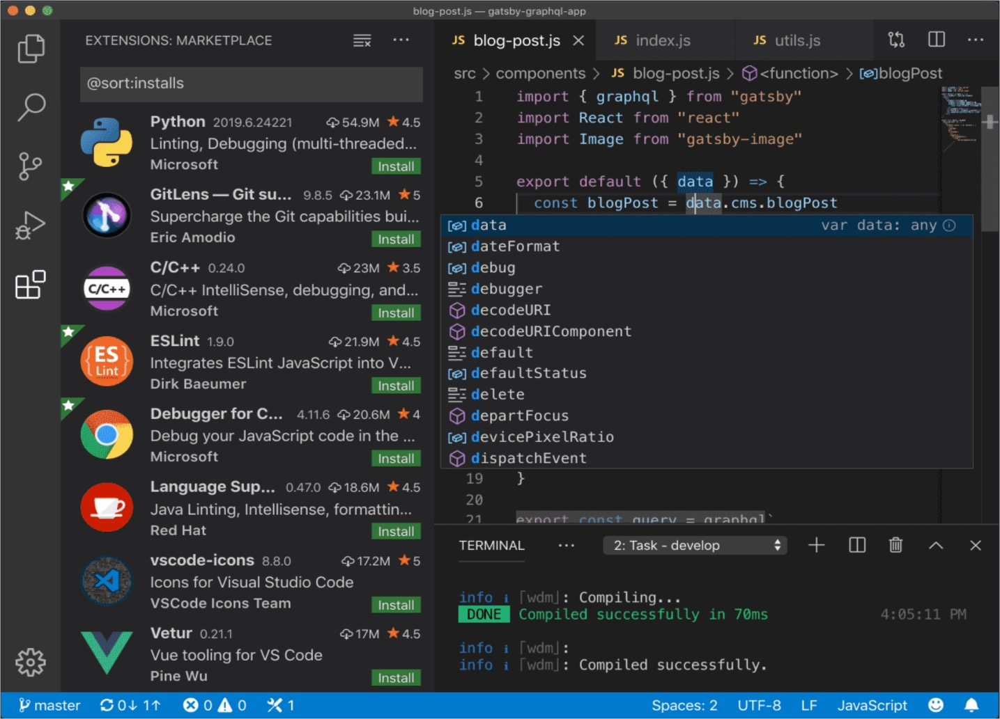 blog-post.js — gatsby-graphql-app
EXTENSIONS: MARKETPLACE
@sort:installs
Python 2019.6.24221 54.9M 4.5
Linting, Debugging (multi-threaded...
Microsoft Install
GitLens — Git su... 9.8.5 23.1M 5
Supercharge the Git capabilities bui...
Eric Amodio Install
C/C++
C/C++ 0.24.0 23M 3.5
C/C++ IntelliSense, debugging, and...
Microsoft Install
ES
Lint
ESLint 1.9.0 21.9M 4.5
Integrates ESLint JavaScript into V...
Dirk Baeumer Install
Debugger for C... 4.11.6 20.6M 4
Debug your JavaScript code in the ...
Microsoft Install
Language Sup... 0.47.0 18.6M 4.5
Java Linting, Intellisense, formattin...
Red Hat Install
vscode-icons 8.8.0 17.2M 5
Icons for Visual Studio Code
VSCode Icons Team Install
Vetur 0.21.1 17M 4.5
Vue tooling for VS Code
Pine Wu Install
JS blog-post.js JS index.js JS utils.js
src > components > JS blog-post.js > <function> > blogPost
1 import { graphql } from "gatsby"
2 import React from "react"
3 import Image from "gatsby-image"
4
5 export default ({ data }) => {
6 const blogPost = data.cms.blogPost
data var data: any
dateFormat
debug
debugger
decodeURI
decodeURIComponent
default
defaultStatus
delete
departFocus
devicePixelRatio
dispatchEvent
19 }
20
21 export const query = graphql`
TERMINAL ... 2: Task - develop
info i ⌈wdm⌋: Compiling...
DONE Compiled successfully in 70ms 4:05:11 PM
info i ⌈wdm⌋:
info i ⌈wdm⌋: Compiled successfully.
master 0↓ 1↑ 0 0 1 Spaces: 2 UTF-8 LF JavaScript